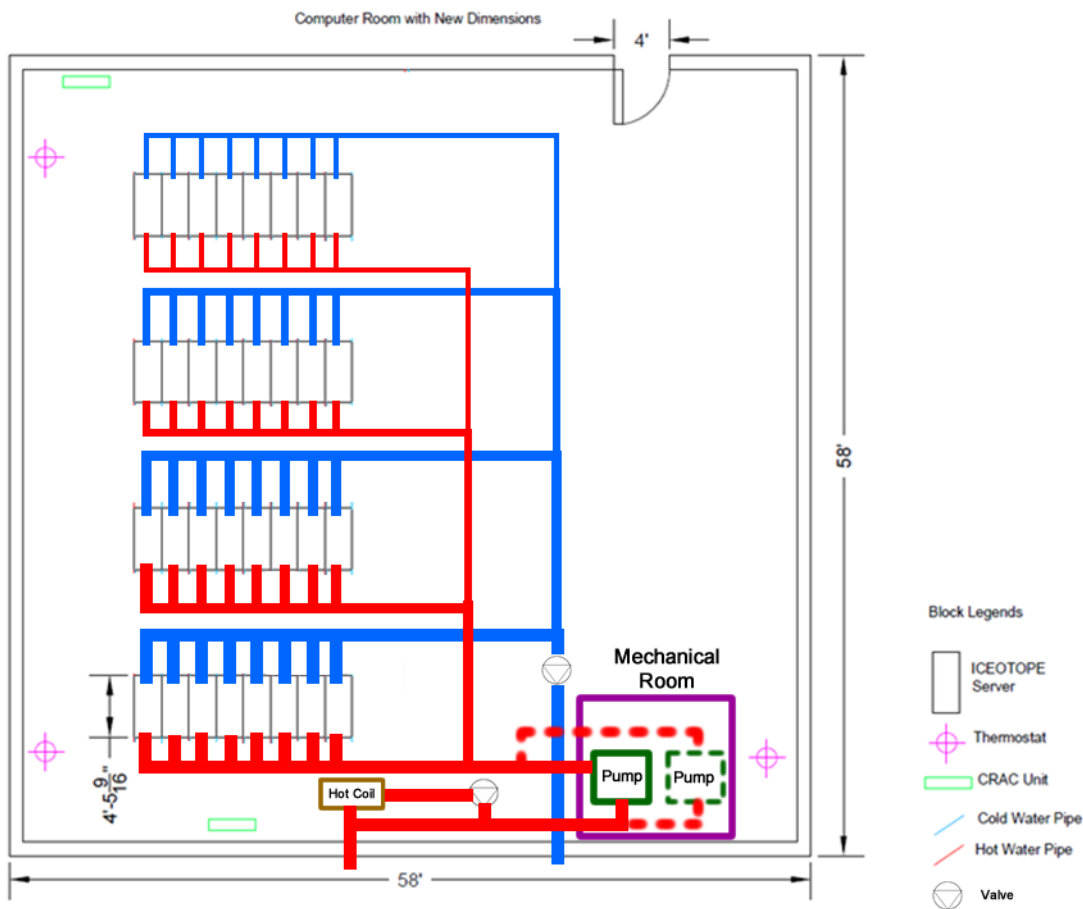 Computer Room with New Dimensions
4'
58'
Mechanical
Room
Pump
Pump
Hot Coil
4'-5 9/16"
58'
Block Legends
ICEOTOPE
Server
Thermostat
CRAC Unit
Cold Water Pipe
Hot Water Pipe
Valve